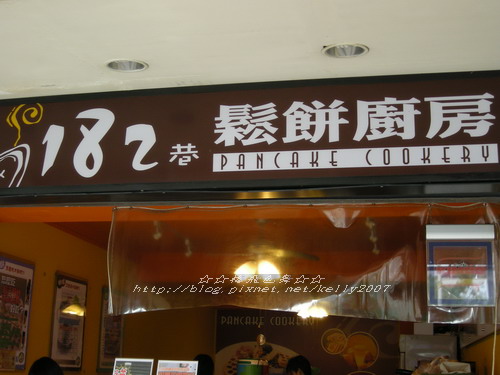 182巷 鬆餅廚房
PANCAKE COOKERY
http://blog.pixnet.net/kelly2007
PANCAKE COOKERY